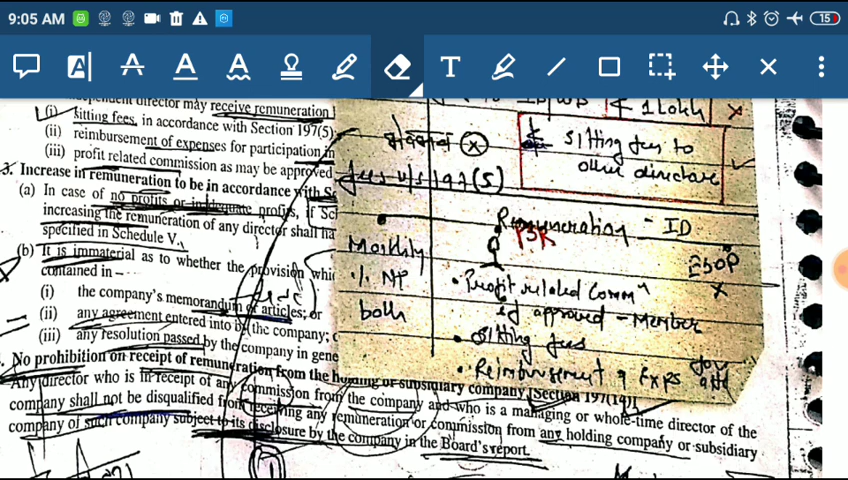 9:05 AM
15
T
independent director may receive remuneration
(i) sitting fees, in accordance with Section 197(5)
(ii) reimbursement of expenses for participation in
(iii) profit related commission as may be approved
3. Increase in remuneration to be in accordance with
(a) In case of no profits or inadequate profits, if
increasing the remuneration of any director shall
specified in Schedule V.
(b) It is immaterial as to whether the provision
contained in –
(i) the company's memorandum or articles; or
(ii) any agreement entered into by the company;
(iii) any resolution passed by the company in
No prohibition on receipt of remuneration from the holding or subsidiary company [Section 197(14)]
Any director who is in receipt of any commission from the company and who is a managing or whole-time director of the
company shall not be disqualified from receiving any remuneration or commission from any holding company or subsidiary
company of such company subject to its disclosure by the company in the Board's report.
sitting fees to
other directors
fees u/s 197(5)
Remuneration - ID
PSR
Monthly
% NP
both
ESOP
X
• Profit related Commn
if approved - Member
• Sitting fees
• Reimbursement of Exps